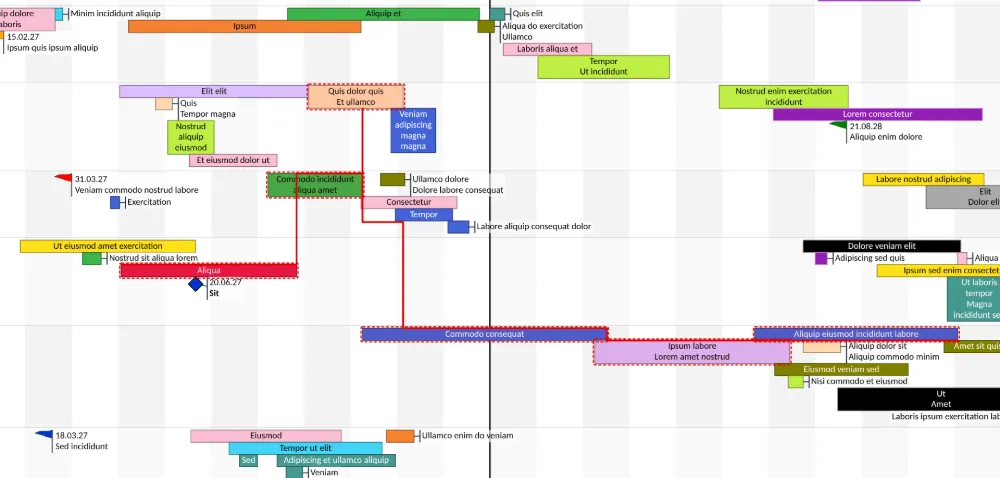 ip dolore
aboris
Minim incididunt aliquip
15.02.27
Ipsum quis ipsum aliquip
Ipsum
Aliquip et
Quis elit
Aliqua do exercitation
Ullamco
Laboris aliqua et
Tempor
Ut incididunt
Elit elit
Quis
Tempor magna
Nostrud
aliquip
eiusmod
Et eiusmod dolor ut
Quis dolor quis
Et ullamco
Veniam
adipiscing
magna
magna
Nostrud enim exercitation
incididunt
Lorem consectetur
21.08.28
Aliquip enim dolore
31.03.27
Veniam commodo nostrud labore
Exercitation
Commodo incididunt
aliqua amet
Ullamco dolore
Dolore labore consequat
Consectetur
Tempor
Labore aliquip consequat dolor
Labore nostrud adipiscing
Elit
Dolor eli
Ut eiusmod amet exercitation
Nostrud sit aliqua lorem
Aliqua
20.06.27
Sit
Dolore veniam elit
Adipiscing sed quis
Aliqua
Ipsum sed enim consectet
Ut laboris
tempor
Magna
incididunt se
Commodo consequat
Ipsum labore
Lorem amet nostrud
Aliquip eiusmod incididunt labore
Aliquip dolor sit
Aliquip commodo minim
Amet sit quis
Eiusmod veniam sed
Nisi commodo et eiusmod
Ut
Amet
Laboris ipsum exercitation lab
18.03.27
Sed incididunt
Eiusmod
Ullamco enim do veniam
Tempor ut elit
Sed
Adipiscing et ullamco aliquip
Veniam